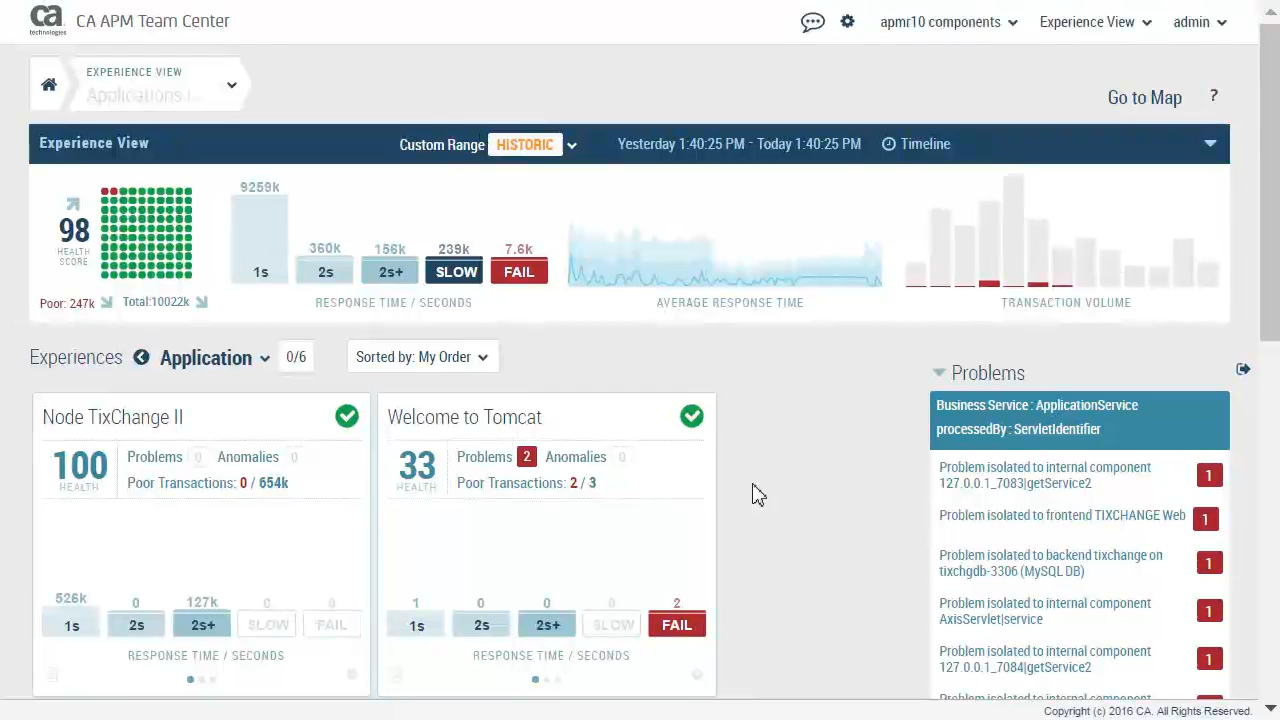 ca
technologies
CA APM Team Center
apmr10 components
Experience View
admin
EXPERIENCE VIEW
Go to Map
?
Experience View
Custom Range HISTORIC
Yesterday 1:40:25 PM - Today 1:40:25 PM
Timeline
98
HEALTH
SCORE
Poor: 247k
Total:10022k
9259k
360k
156k
239k
7.6k
1s
2s
2s+
SLOW
FAIL
RESPONSE TIME / SECONDS
AVERAGE RESPONSE TIME
TRANSACTION VOLUME
Experiences Application 0/6
Sorted by: My Order
Problems
Business Service : ApplicationService
processedBy : ServletIdentifier
Problem isolated to internal component
127.0.0.1_7083|getService2
1
Problem isolated to frontend TIXCHANGE Web
1
Problem isolated to backend tixchange on
tixchgdb-3306 (MySQL DB)
1
Problem isolated to internal component
AxisServlet|service
1
Problem isolated to internal component
127.0.0.1_7084|getService2
1
Problem isolated to internal component
Node TixChange II
100
HEALTH
Problems 0 Anomalies 0
Poor Transactions: 0 / 654k
526k
0
127k
0
0
1s
2s
2s+
SLOW
FAIL
RESPONSE TIME / SECONDS
Welcome to Tomcat
33
HEALTH
Problems 2 Anomalies 0
Poor Transactions: 2 / 3
1
0
0
0
2
1s
2s
2s+
SLOW
FAIL
RESPONSE TIME / SECONDS
Copyright (c) 2016 CA. All Rights Reserved.